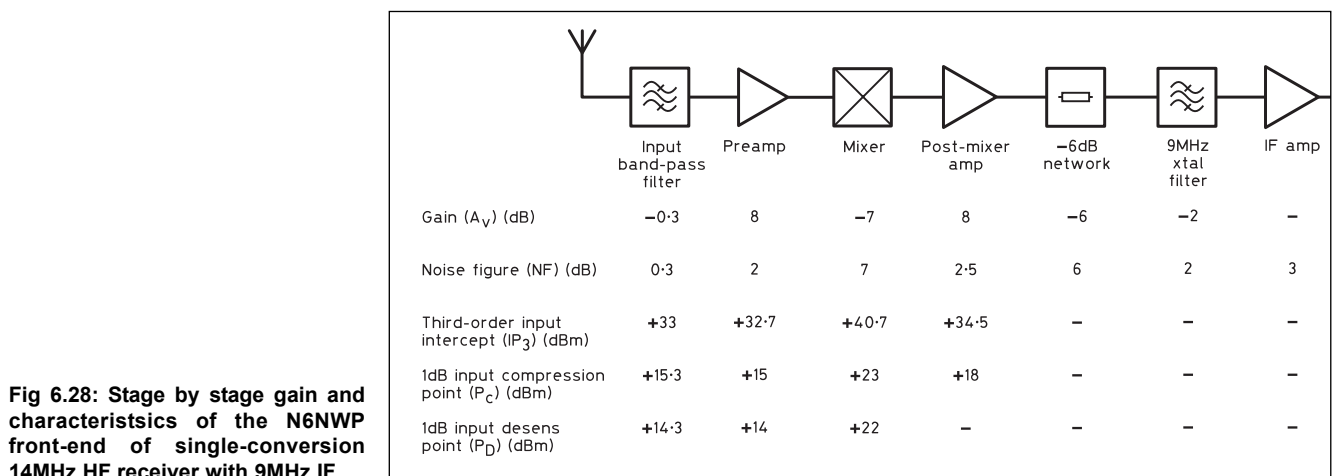 Input Preamp Mixer Post-mixer –6dB 9MHz IF amp
band-pass amp network xtal
filter filter
Gain (AV) (dB) –0·3 8 –7 8 –6 –2 –
Noise figure (NF) (dB) 0·3 2 7 2·5 6 2 3
Third-order input
intercept (IP3) (dBm) +33 +32·7 +40·7 +34·5 – – –
1dB input compression
point (PC) (dBm) +15·3 +15 +23 +18 – – –
1dB input desens
point (PD) (dBm) +14·3 +14 +22 – – – –
Fig 6.28: Stage by stage gain and
characteristsics of the N6NWP
front-end of single-conversion
14MHz HF receiver with 9MHz IF